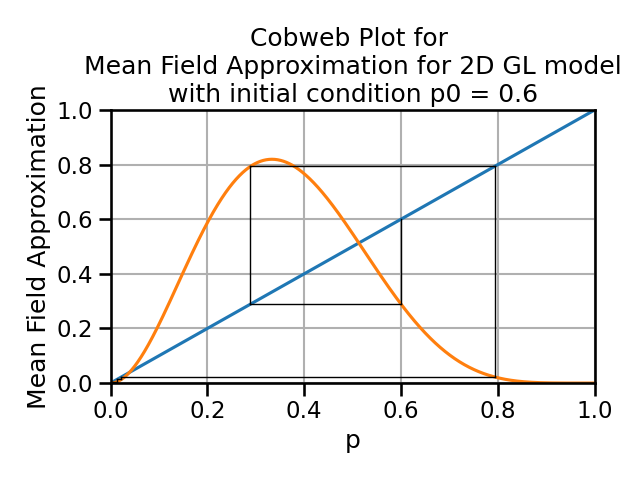 Cobweb Plot for
Mean Field Approximation for 2D GL model
with initial condition p0 = 0.6
Mean Field Approximation
1.0
0.8
0.6
0.4
0.2
0.0
0.0 0.2 0.4 0.6 0.8 1.0
p